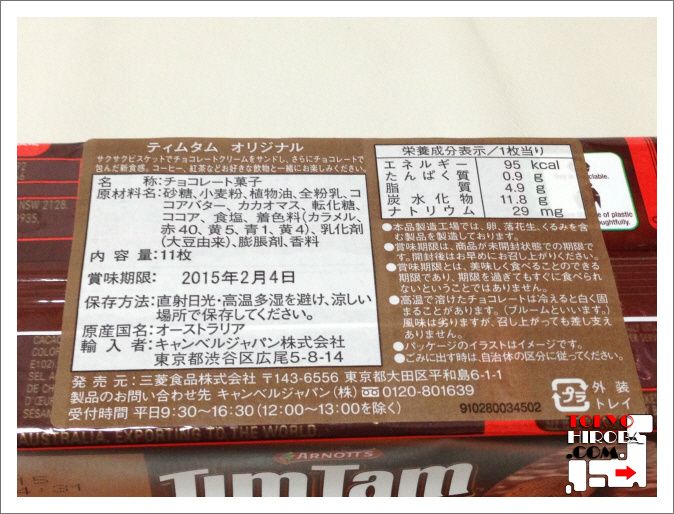 ティムタム オリジナル
サクサクビスケットでチョコレートクリームをサンドし、さらにチョコレートで
包んだ新食感。コーヒー、紅茶などお好きな飲物と一緒にお楽しみください。
名 称:チョコレート菓子
原材料名:砂糖、小麦粉、植物油、全粉乳、コ
コアバター、カカオマス、転化糖、
ココア、食塩、着色料(カラメル、
赤40、黄5、青1、黄4)、乳化剤
(大豆由来)、膨脹剤、香料
内 容 量:11枚
賞味期限: 2015年2月4日
保存方法:直射日光・高温多湿を避け、涼しい
場所で保存してください。
原産国名:オーストラリア
輸 入 者:キャンベルジャパン株式会社
東京都渋谷区広尾5-8-14
栄養成分表示/1枚当り
エネルギー 95 kcal
たんぱく質 0.9 g
脂 質 4.9 g
炭水化物 11.8 g
ナトリウム 29 mg
●本品製造工場では、卵、落花生、くるみを含
む製品を製造しております。
●賞味期限は、商品が未開封状態での期限で
す。開封後はお早めにお召し上がりください。
●賞味期限とは、美味しく食べることのできる
期限であり、期限を過ぎてもすぐに食べられ
ないということではありません。
●高温で溶けたチョコレートは冷えると白く固
まることがあります。(ブルームといいます。)
風味は劣りますが、召し上がっても差し支え
ありません。
●パッケージのイラストはイメージです。
●ごみに出す時は、自治体の区分に従ってください。
発 売 元:三菱食品株式会社 〒143-6556 東京都大田区平和島6-1-1
製品のお問い合わせ先 キャンベルジャパン(株) 0120-801639
受付時間 平日9:30~16:30(12:00~13:00を除く)
910280034502
プラ
外 装
トレイ
NSW 2128.
9935.
of plastic
thoughtfully.
CACAO
COLOR
E102)
SEL
DE CH
D'ŒUF
SESAM
AUSTRALIA. EXPORTED TO THE WORLD
ARNOTT'S
TimTam
TOKYO
HIROBA
.COM